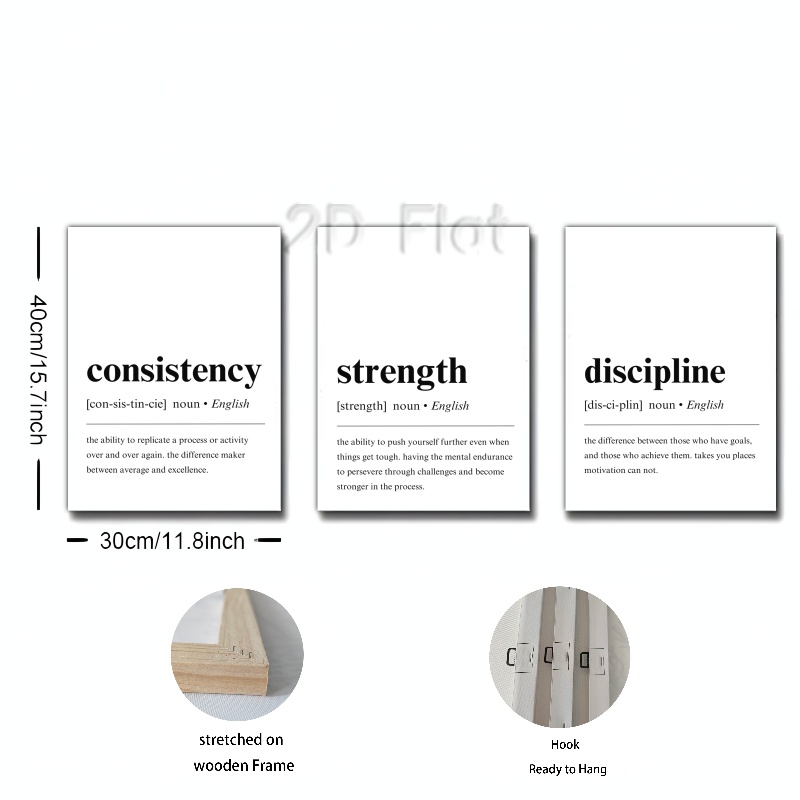 2D Flat
40cm/15.7inch
consistency
[con-sis-tin-cie] noun • English
the ability to replicate a process or activity
over and over again. the difference maker
between average and excellence.
strength
[strength] noun • English
the ability to push yourself further even when
things get tough. having the mental endurance
to persevere through challenges and become
stronger in the process.
discipline
[dis-ci-plin] noun • English
the difference between those who have goals,
and those who achieve them. takes you places
motivation can not.
30cm/11.8inch
stretched on
wooden Frame
Hook
Ready to Hang